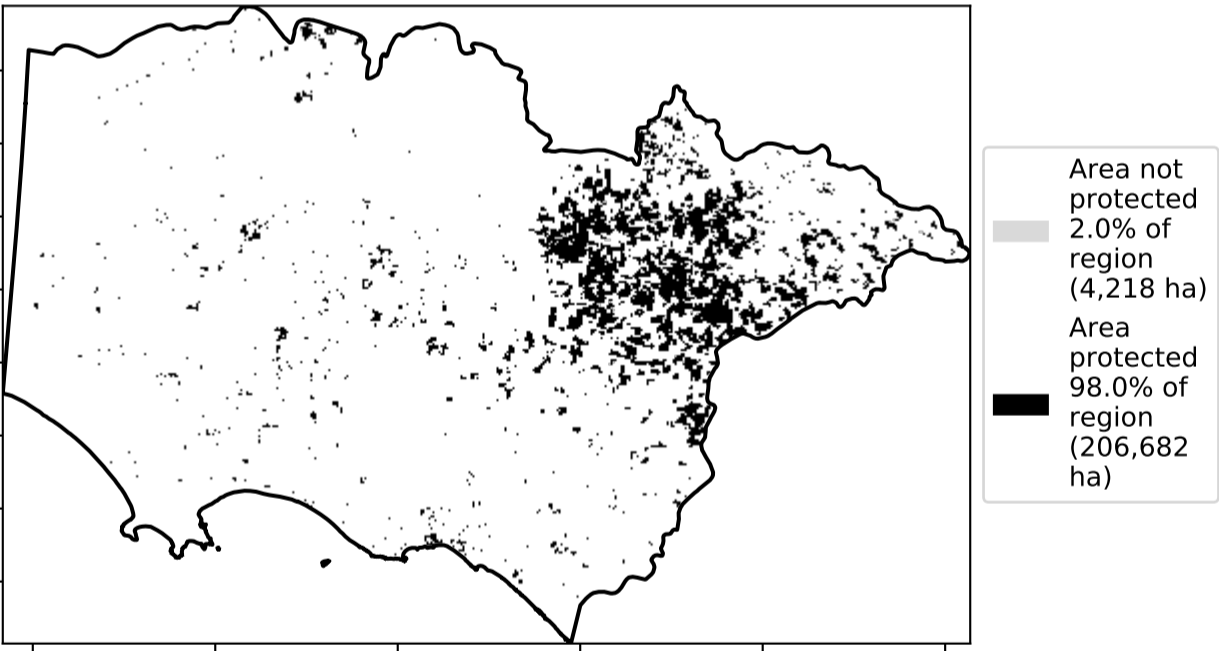 Area not
protected
2.0% of
region
(4,218 ha)
Area
protected
98.0% of
region
(206,682
ha)